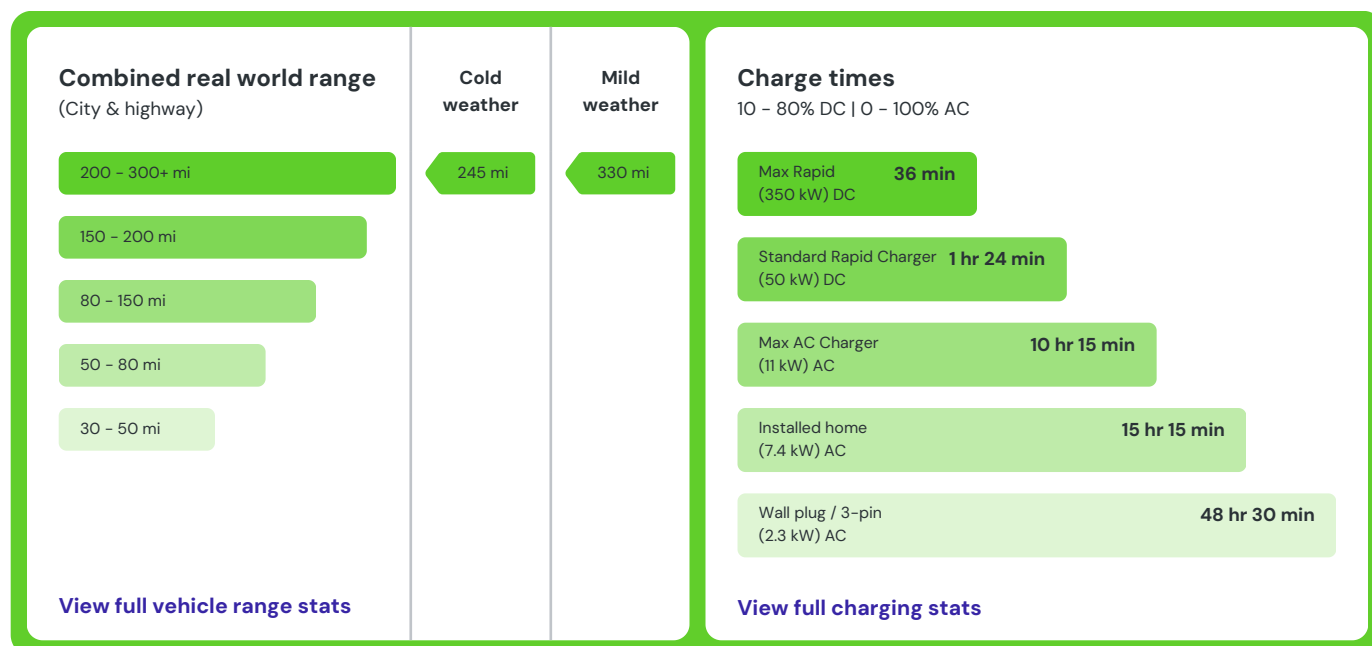 Combined real world range
(City & highway)
Cold
weather
Mild
weather
200 - 300+ mi
245 mi
330 mi
150 - 200 mi
80 - 150 mi
50 - 80 mi
30 - 50 mi
View full vehicle range stats
Charge times
10 - 80% DC | 0 - 100% AC
Max Rapid
(350 kW) DC
36 min
Standard Rapid Charger
(50 kW) DC
1 hr 24 min
Max AC Charger
(11 kW) AC
10 hr 15 min
Installed home
(7.4 kW) AC
15 hr 15 min
Wall plug / 3-pin
(2.3 kW) AC
48 hr 30 min
View full charging stats